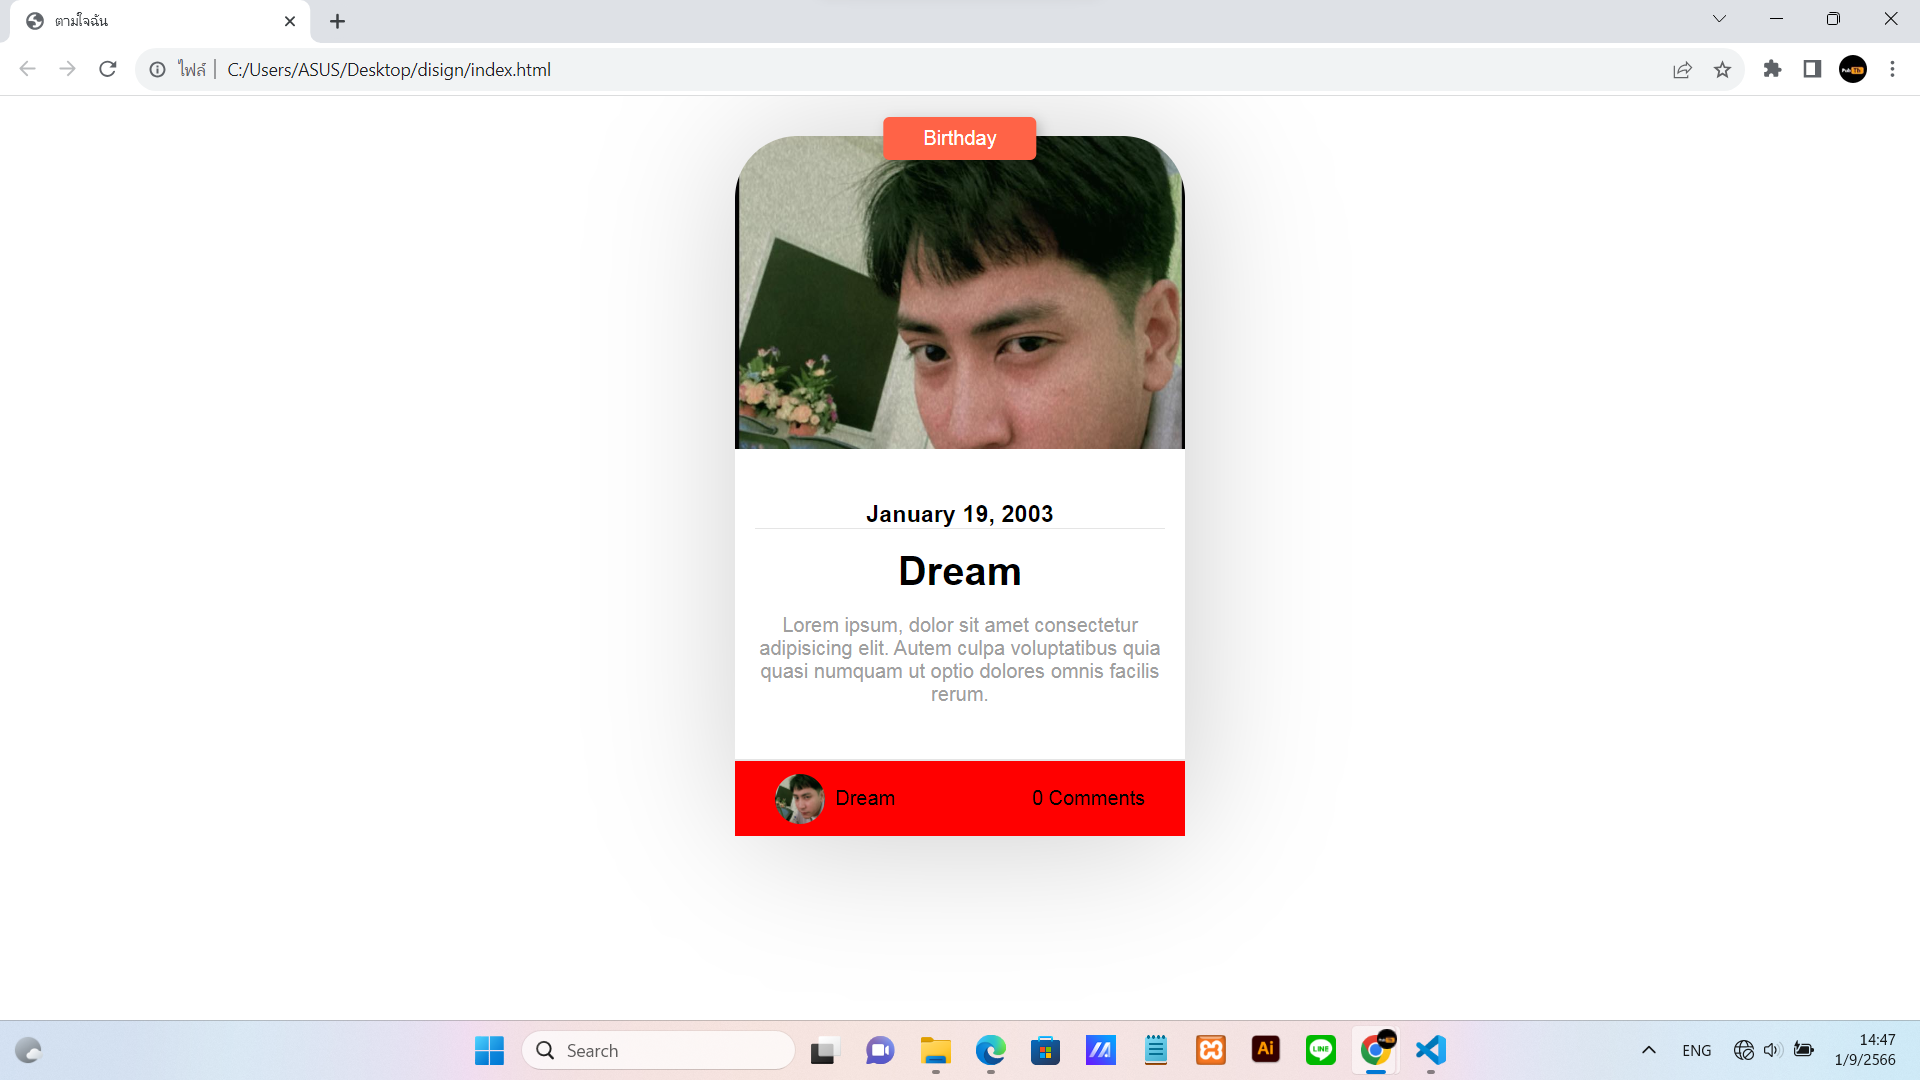 ตามใจฉัน
ไฟล์ C:/Users/ASUS/Desktop/disign/index.html
Birthday
January 19, 2003
Dream
Lorem ipsum, dolor sit amet consectetur
adipisicing elit. Autem culpa voluptatibus quia
quasi numquam ut optio dolores omnis facilis
rerum.
Dream 0 Comments
Search
Ai
LINE
ENG
14:47
1/9/2566